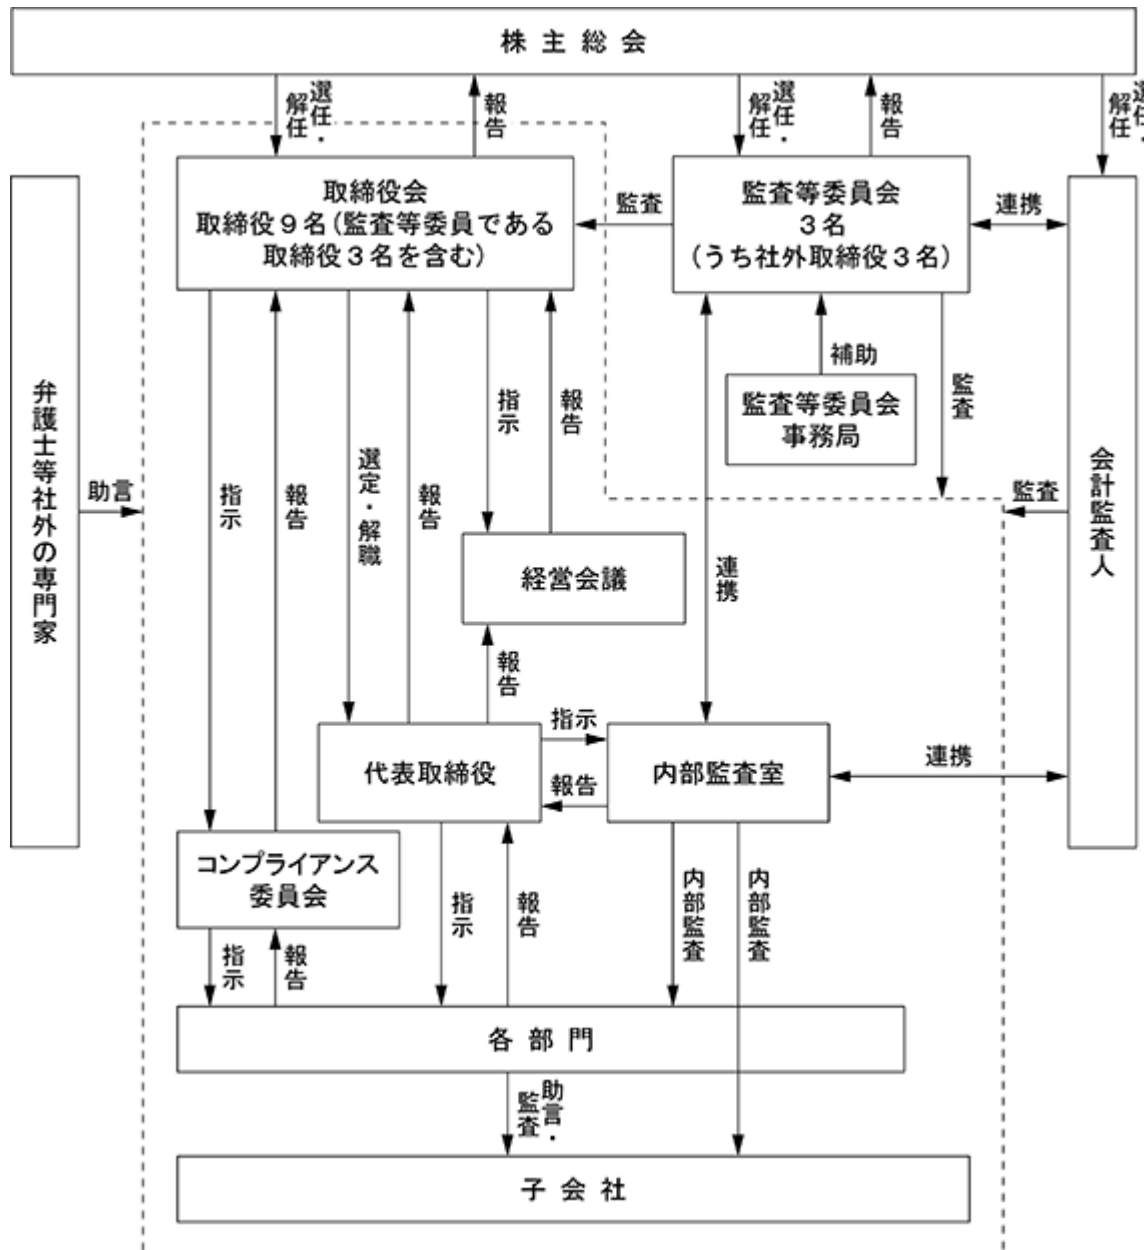 株主総会
選任・
解任
報告
選任・
解任
報告
選任・
解任
取締役会
取締役９名（監査等委員である
取締役３名を含む）
監査
監査等委員会
３名
（うち社外取締役３名）
連携
補助
監査等委員会
事務局
監査
弁護士等社外の専門家
助言
会計監査人
監査
指示
報告
選定・解職
報告
指示
報告
経営会議
連携
報告
代表取締役
指示
報告
内部監査室
連携
コンプライアンス
委員会
指示
報告
指示
報告
内部監査
内部監査
各部門
助言・
監査
子会社